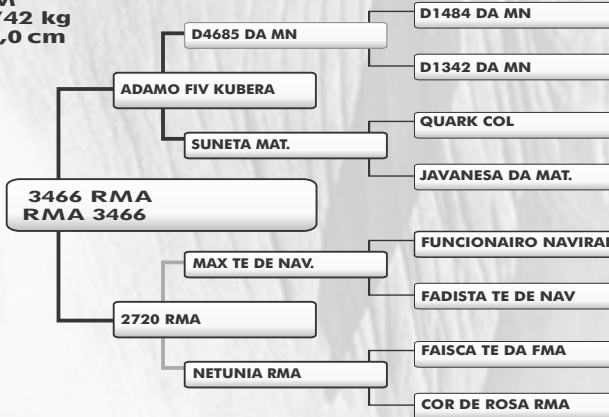 742 kg
,0 cm
D1484 DA MN
D4685 DA MN
D1342 DA MN
ADAMO FIV KUBERA
QUARK COL
SUNETA MAT.
JAVANESA DA MAT.
3466 RMA
RMA 3466
FUNCIONAIRO NAVIRAI
MAX TE DE NAV.
FADISTA TE DE NAV
2720 RMA
FAISCA TE DA FMA
NETUNIA RMA
COR DE ROSA RMA